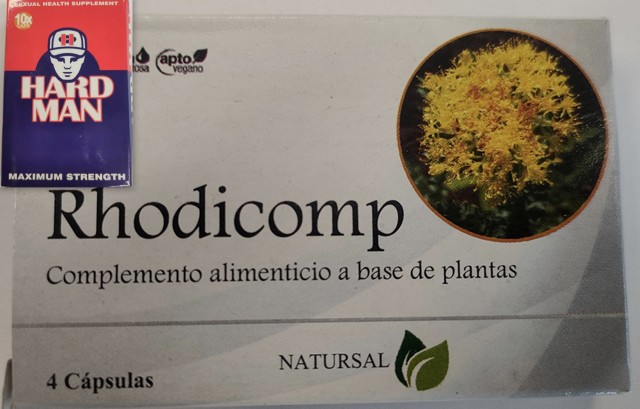 SEXUAL HEALTH SUPPLEMENT
10x
HARD
MAN
MAXIMUM STRENGTH
apto
vegano
Rhodicomp
Complemento alimenticio a base de plantas
NATURSAL
4 Cápsulas